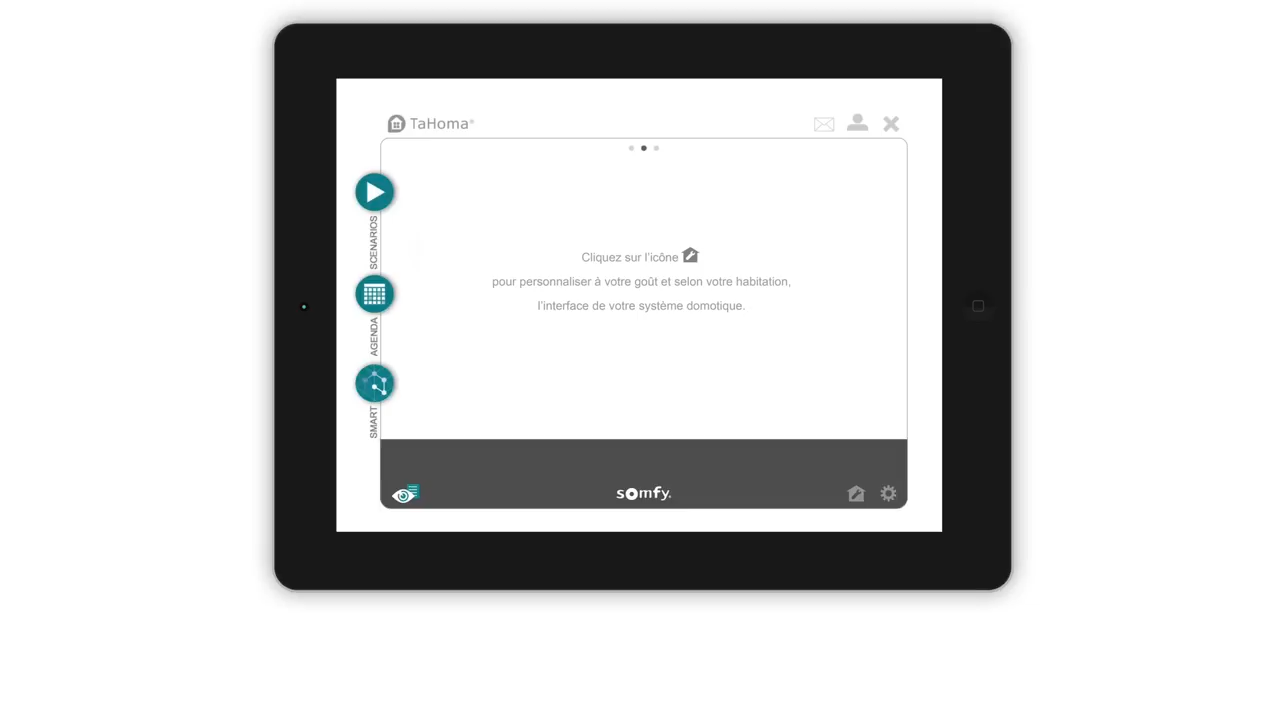 TaHoma®
SCENARIOS
AGENDA
SMART
Cliquez sur l'icône
pour personnaliser à votre goût et selon votre habitation,
l'interface de votre système domotique.
somfy.